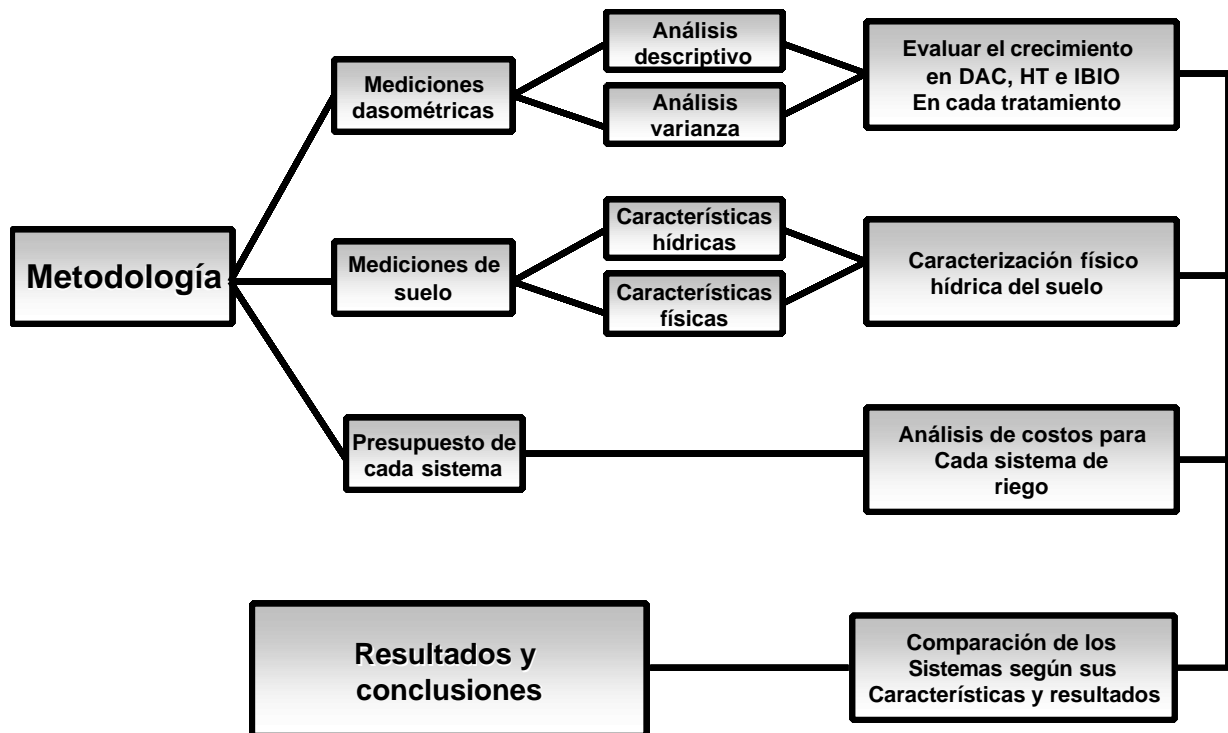 Metodología
Mediciones
dasométricas
Análisis
descriptivo
Análisis
varianza
Evaluar el crecimiento
en DAC, HT e IBIO
En cada tratamiento
Mediciones de
suelo
Características
hídricas
Características
físicas
Caracterización físico
hídrica del suelo
Presupuesto de
cada sistema
Análisis de costos para
Cada sistema de
riego
Comparación de los
Sistemas según sus
Características y resultados
Resultados y
conclusiones